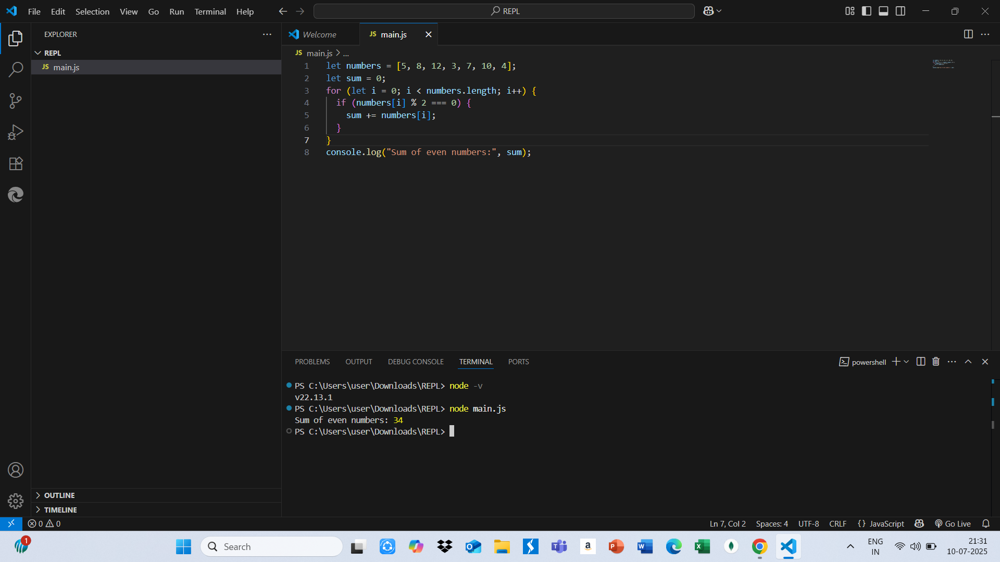 File Edit Selection View Go Run Terminal Help
REPL
EXPLORER
REPL
JS main.js
OUTLINE
TIMELINE
Welcome
JS main.js
JS main.js > ...
1 let numbers = [5, 8, 12, 3, 7, 10, 4];
2 let sum = 0;
3 for (let i = 0; i < numbers.length; i++) {
4   if (numbers[i] % 2 === 0) {
5     sum += numbers[i];
6   }
7 }
8 console.log("Sum of even numbers:", sum);
PROBLEMS OUTPUT DEBUG CONSOLE TERMINAL PORTS
powershell
PS C:\Users\user\Downloads\REPL> node -v
v22.13.1
PS C:\Users\user\Downloads\REPL> node main.js
Sum of even numbers: 34
PS C:\Users\user\Downloads\REPL>
0 0
Ln 7, Col 2 Spaces: 4 UTF-8 CRLF {} JavaScript Go Live
1
Search
ENG
IN
21:31
10-07-2025